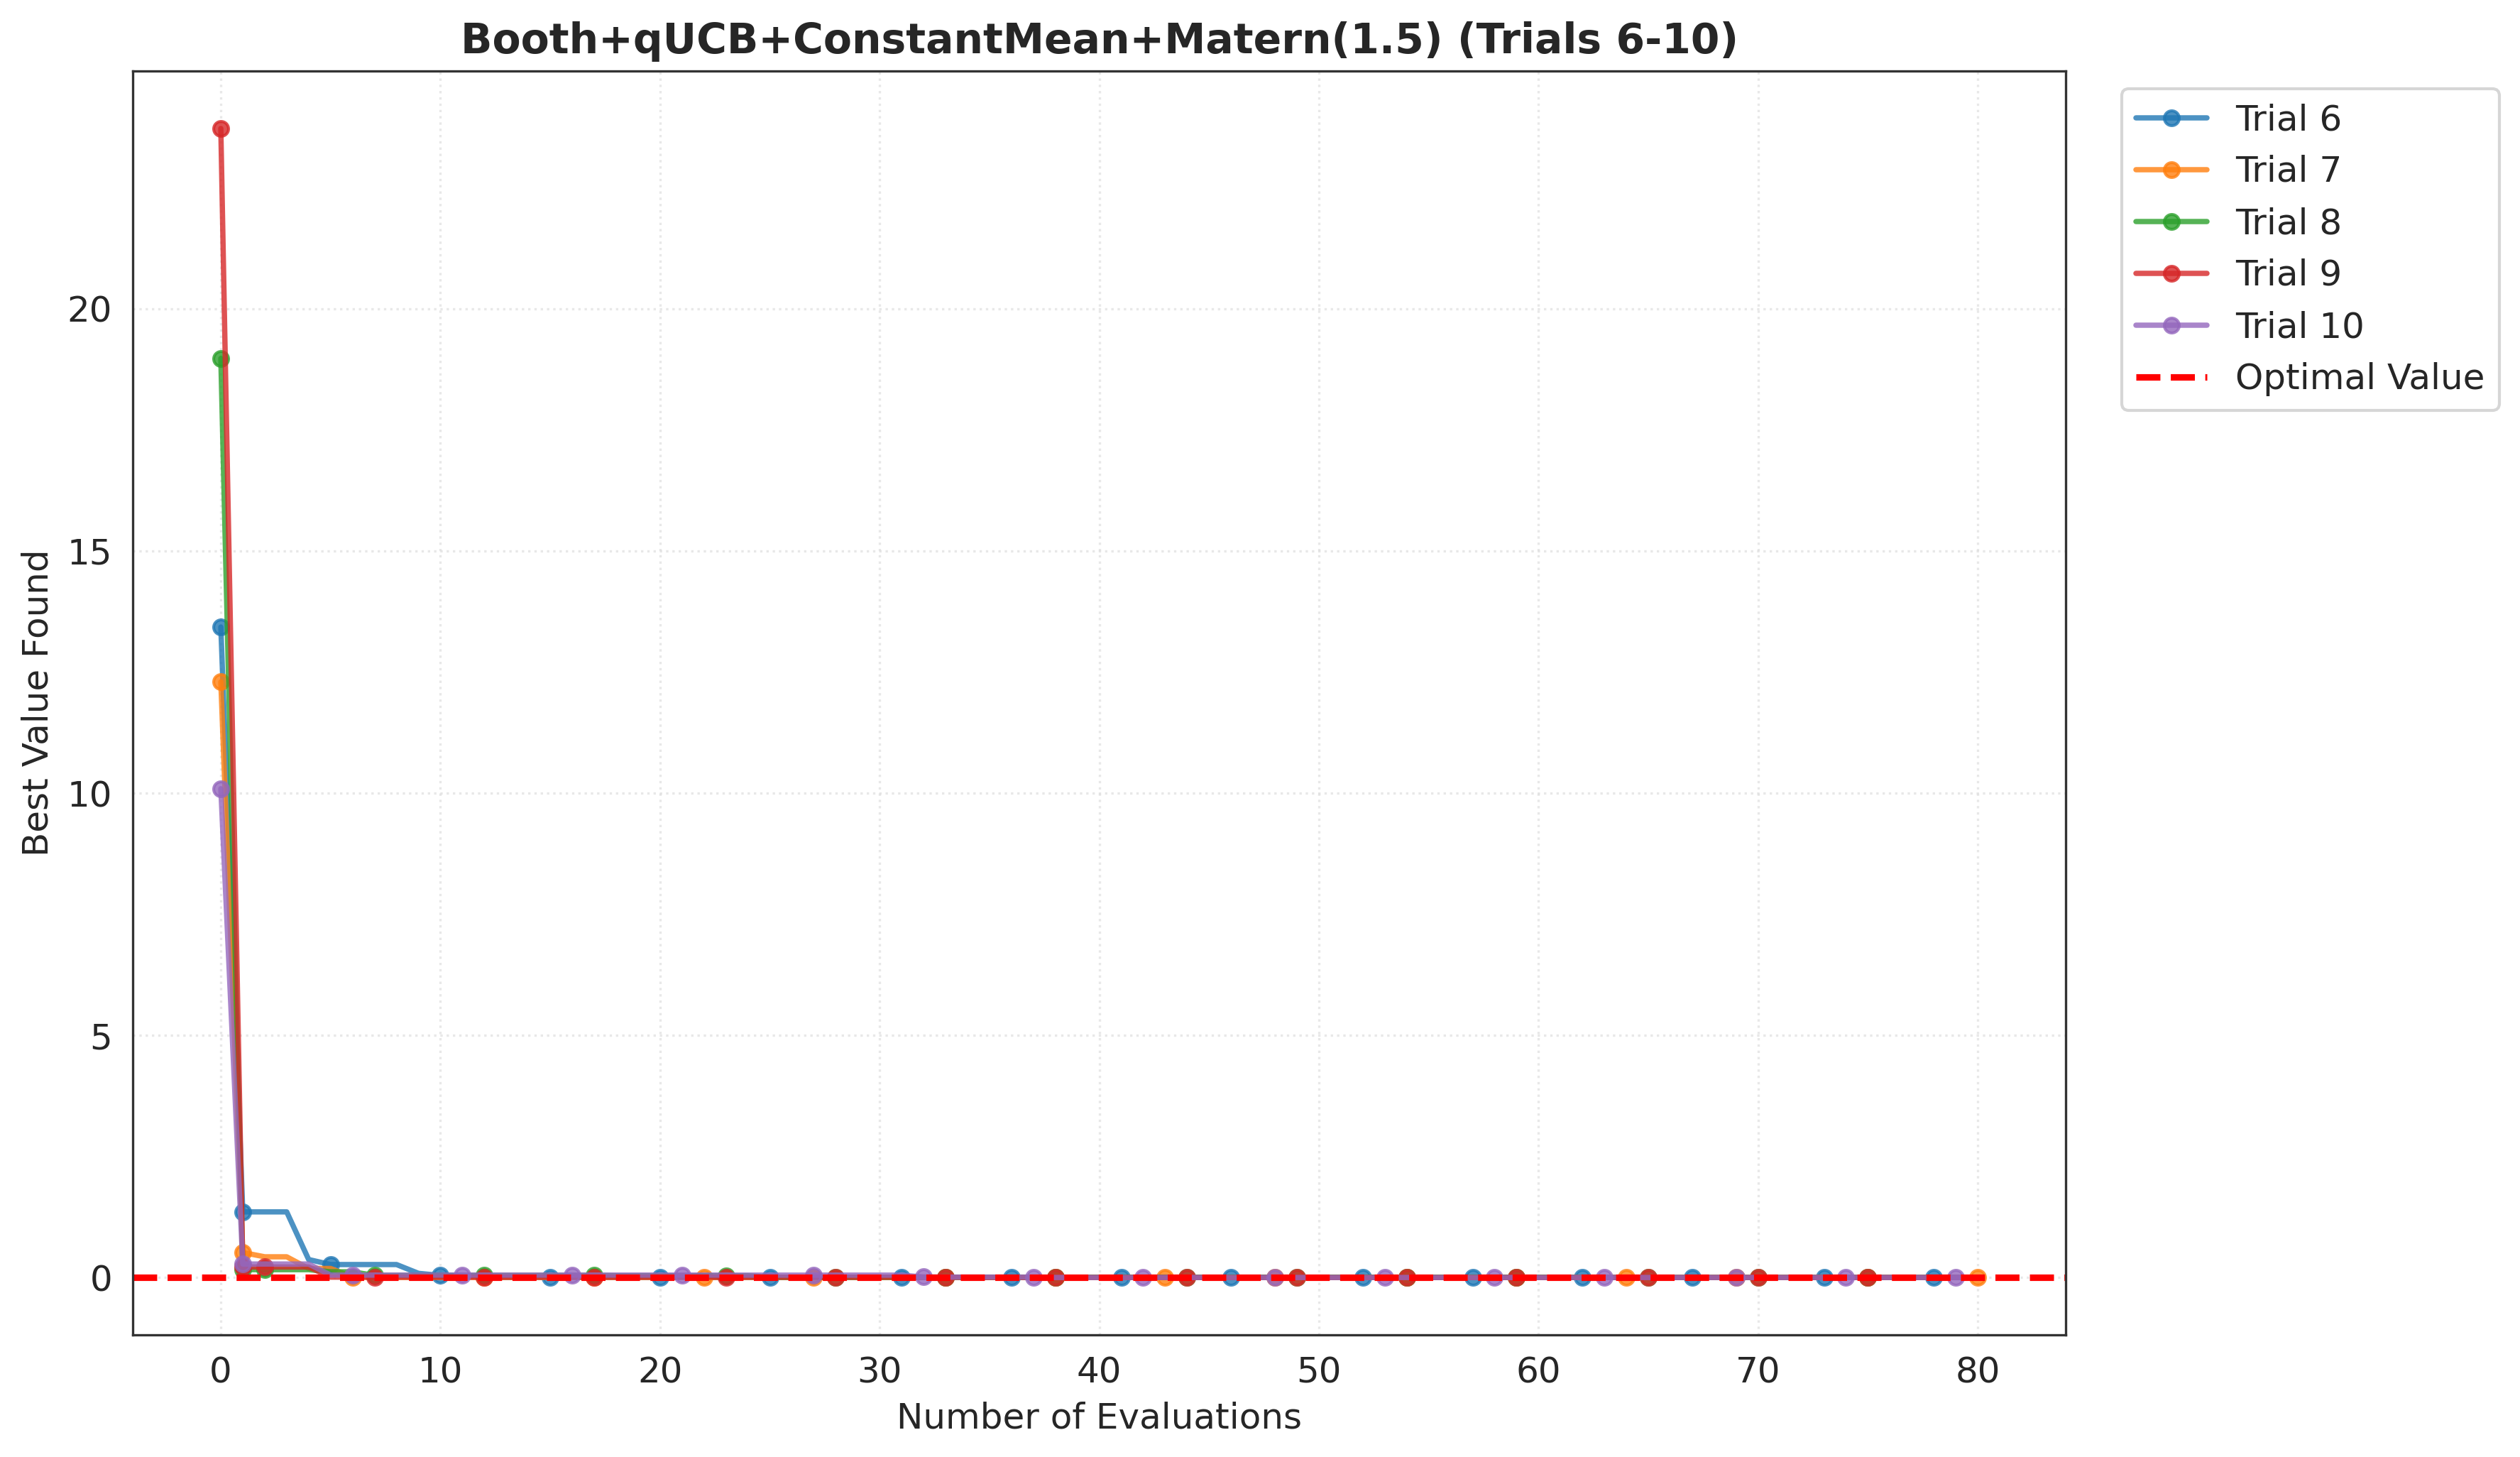 Booth+qUCB+ConstantMean+Matern(1.5) (Trials 6-10)
Trial 6
Trial 7
Trial 8
Trial 9
Trial 10
Optimal Value
Best Value Found
20
15
10
5
0
0 10 20 30 40 50 60 70 80
Number of Evaluations